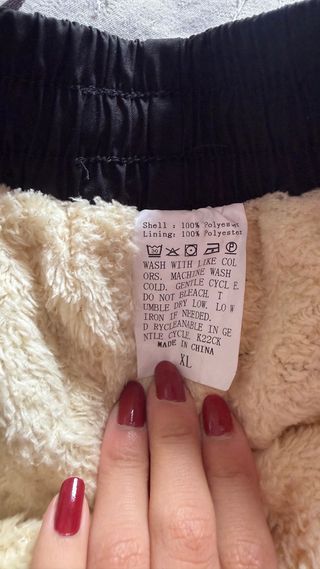 Shell : 100% Polyester
Lining: 100% Polyester
WASH WITH LIKE COL
ORS. MACHINE WASH
COLD. GENTLE CYCL E.
DO NOT BLEACH. T
UMBLE DRY LOW. LO W
IRON IF NEEDED.
D RYCLEANABLE IN GE
NTLE CYCLE. K22CK
MADE IN CHINA
XL